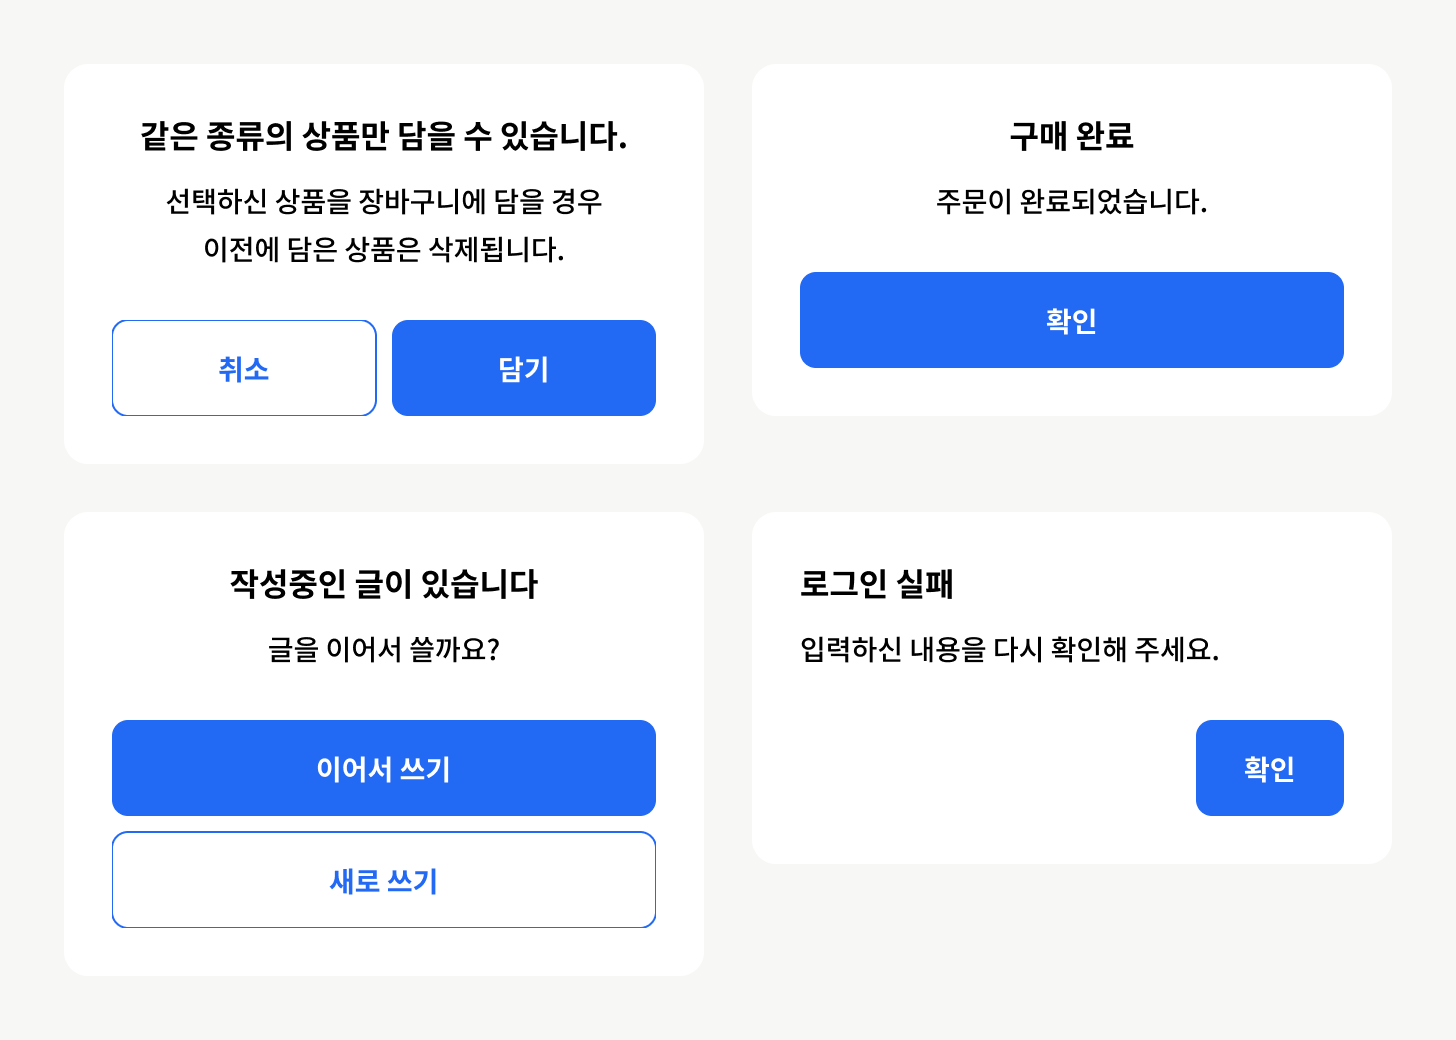 같은 종류의 상품만 담을 수 있습니다.
선택하신 상품을 장바구니에 담을 경우
이전에 담은 상품은 삭제됩니다.
취소
담기
구매 완료
주문이 완료되었습니다.
확인
작성중인 글이 있습니다
글을 이어서 쓸까요?
이어서 쓰기
새로 쓰기
로그인 실패
입력하신 내용을 다시 확인해 주세요.
확인